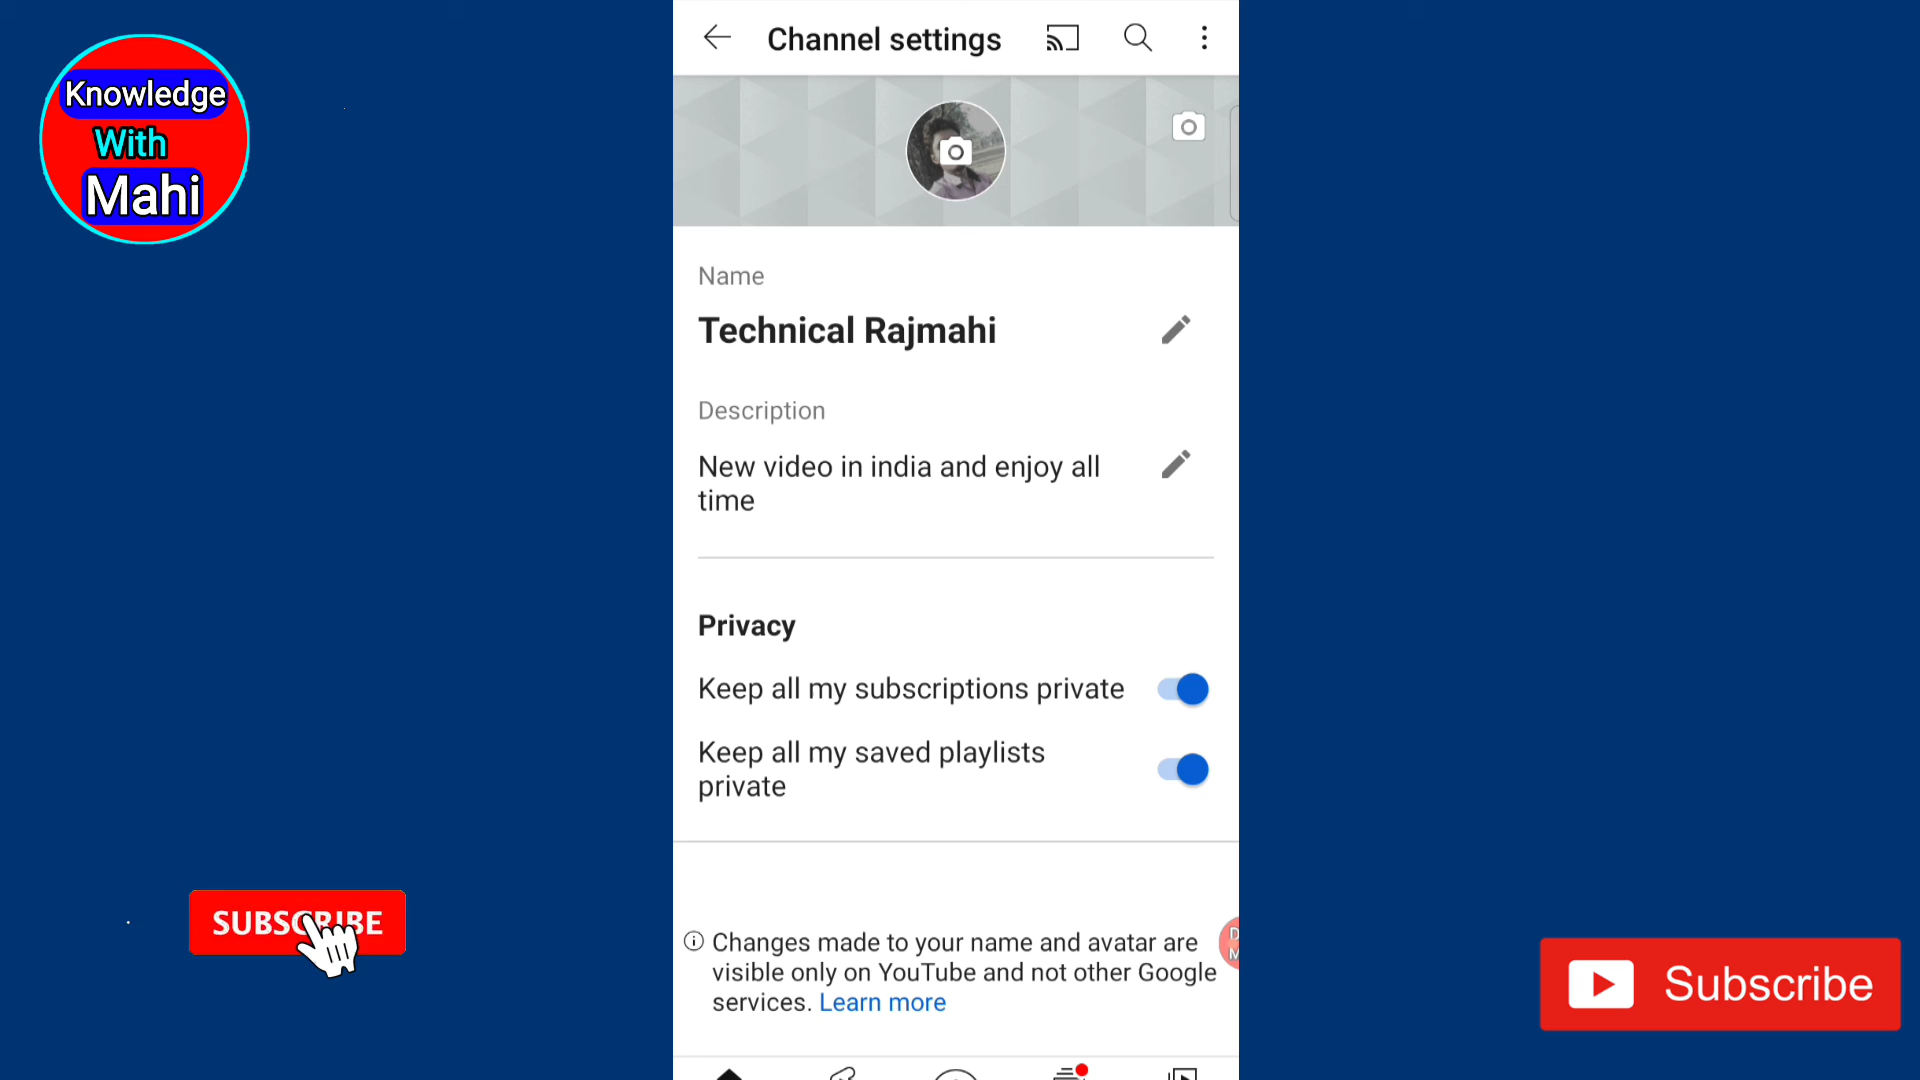 Knowledge
With
Mahi
Channel settings
Name
Technical Rajmahi
Description
New video in india and enjoy all
time
Privacy
Keep all my subscriptions private
Keep all my saved playlists
private
Changes made to your name and avatar are
visible only on YouTube and not other Google
services. Learn more
D
M
SUBSCRIBE
Subscribe